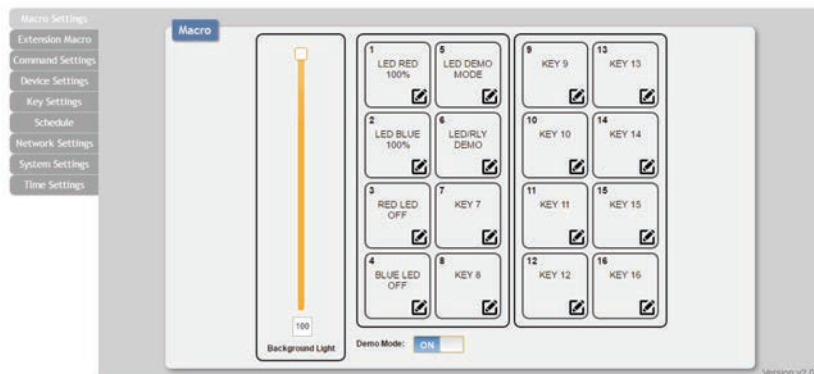 Macro Settings
Extension Macro
Command Settings
Device Settings
Key Settings
Schedule
Network Settings
System Settings
Time Settings
Macro
100
Background Light
1
LED RED
100%
5
LED DEMO
MODE
2
LED BLUE
100%
6
LED/RLY
DEMO
3
RED LED
OFF
7
KEY 7
4
BLUE LED
OFF
8
KEY 8
9
KEY 9
13
KEY 13
10
KEY 10
14
KEY 14
11
KEY 11
15
KEY 15
12
KEY 12
16
KEY 16
Demo Mode: ON
Version:v2.0